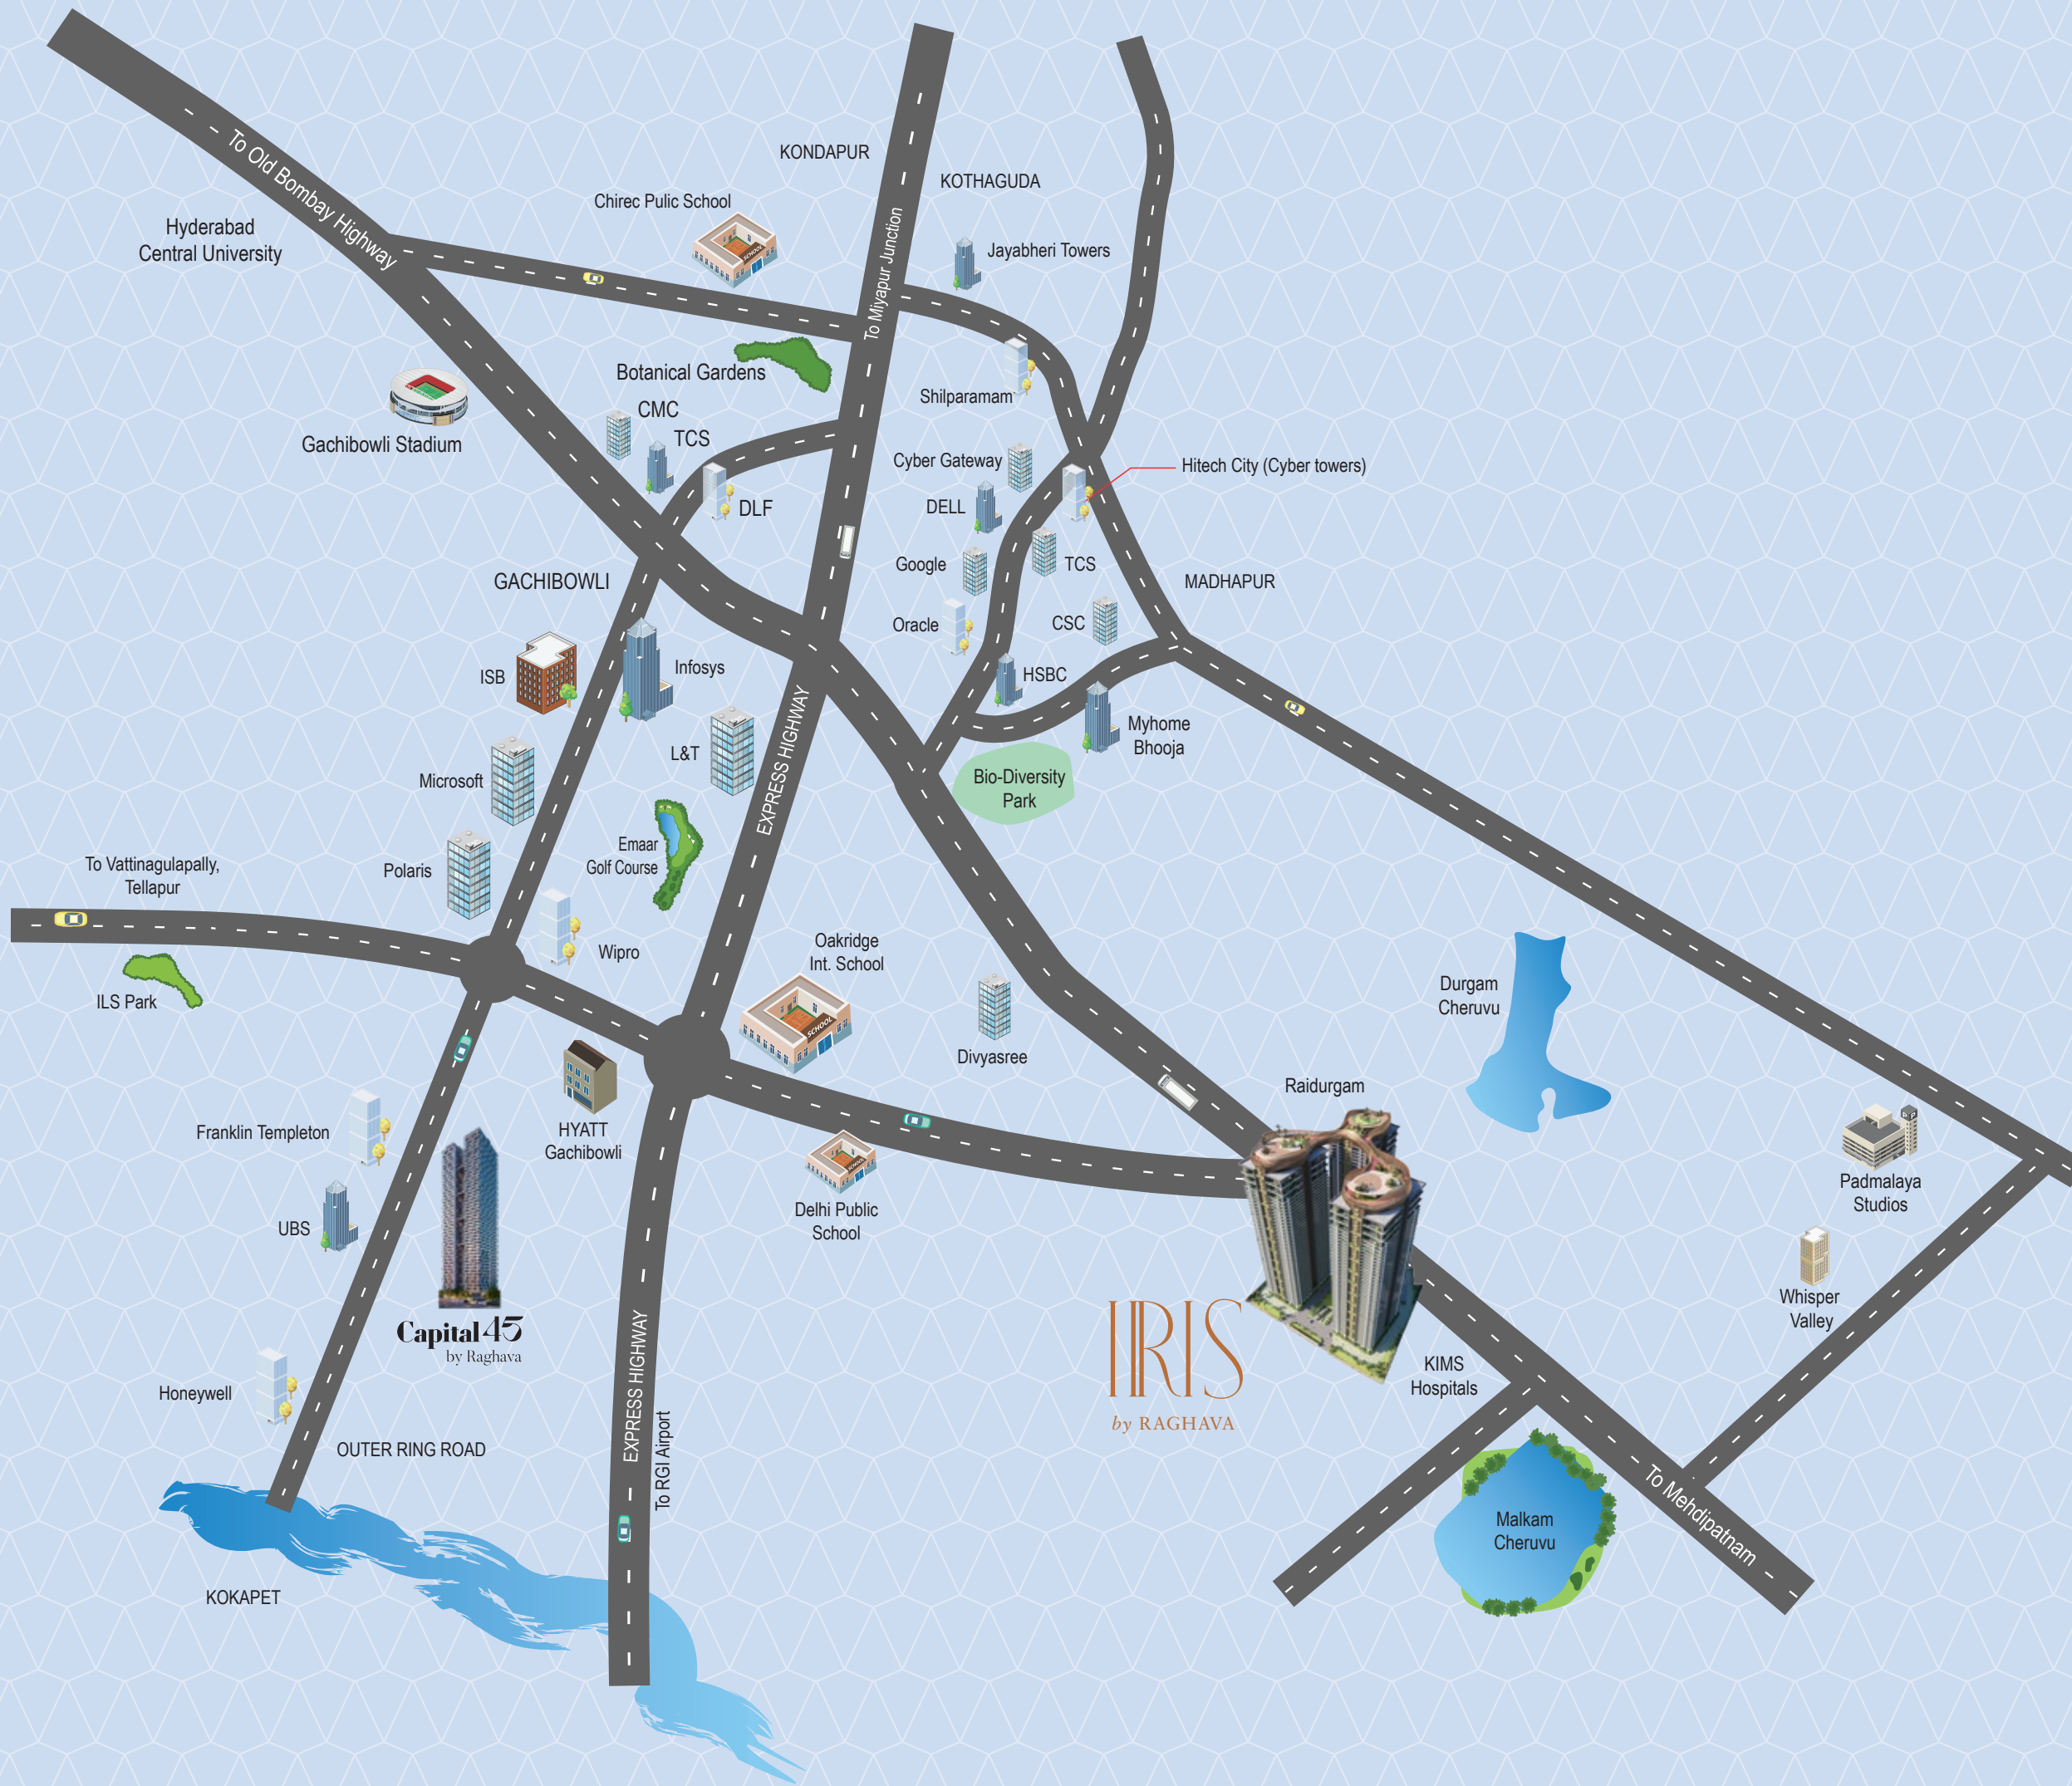 To Old Bombay Highway
KONDAPUR
KOTHAGUDA
Chirec Pulic School
To Miyapur Junction
Hyderabad
Central University
Jayabheri Towers
Botanical Gardens
Shilparamam
CMC
TCS
Gachibowli Stadium
Cyber Gateway
Hitech City (Cyber towers)
DELL
DLF
Google
TCS
GACHIBOWLI
MADHAPUR
Oracle
CSC
ISB
Infosys
HSBC
Myhome
Bhooja
L&T
EXPRESS HIGHWAY
Microsoft
Bio-Diversity
Park
Emaar
Golf Course
Polaris
To Vattinagulapally,
Tellapur
Wipro
Oakridge
Int. School
SCHOOL
ILS Park
Durgam
Cheruvu
Divyasree
Raidurgam
Franklin Templeton
HYATT
Gachibowli
Delhi Public
School
Padmalaya
Studios
UBS
Whisper
Valley
Capital 45
by Raghava
IRIS
by RAGHAVA
KIMS
Hospitals
Honeywell
EXPRESS HIGHWAY
To RGI Airport
OUTER RING ROAD
Malkam
Cheruvu
To Mehdipatnam
KOKAPET